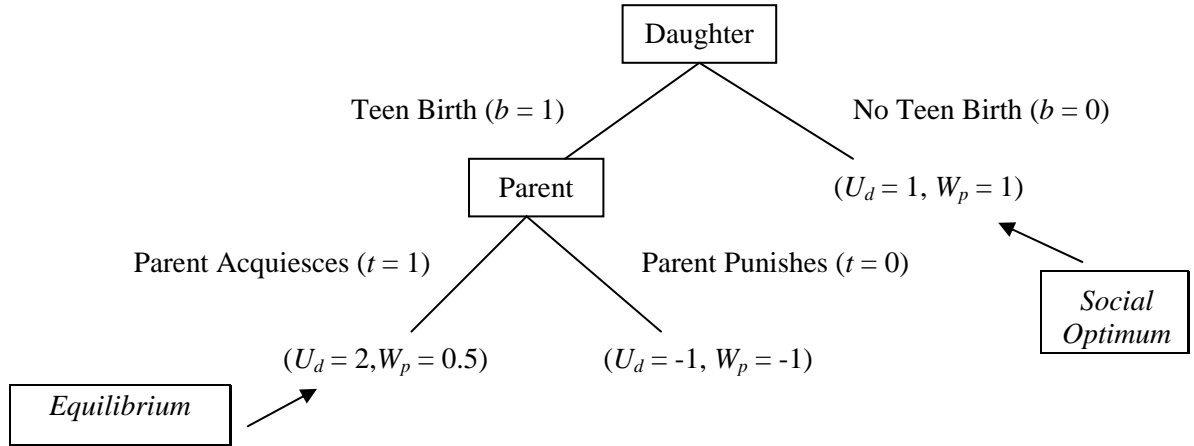 Daughter
Teen Birth (b = 1)
No Teen Birth (b = 0)
Parent
(U_d = 1, W_p = 1)
Parent Acquiesces (t = 1)
Parent Punishes (t = 0)
Social
Optimum
(U_d = 2,W_p = 0.5)
(U_d = -1, W_p = -1)
Equilibrium